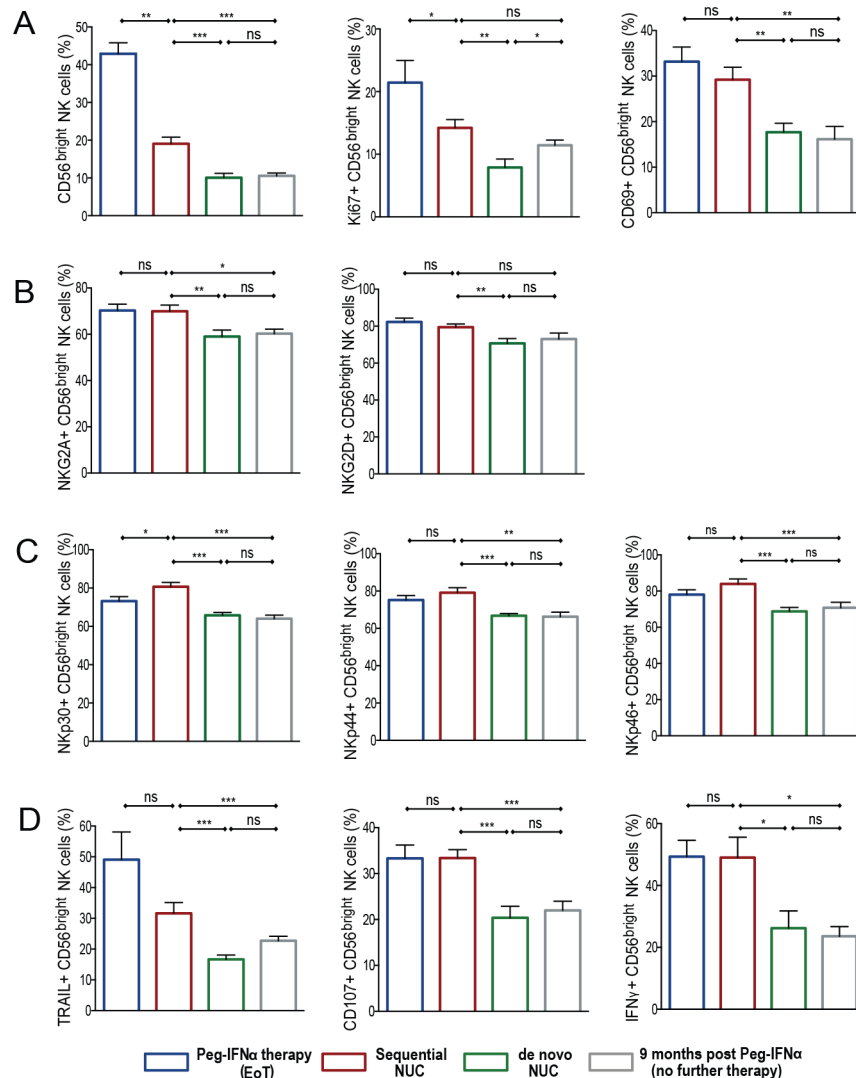 A
CD56bright NK cells (%)
50
40
30
20
10
0
**
***
***
ns
Ki67+ CD56bright NK cells (%)
30
20
10
0
*
ns
**
*
CD69+ CD56bright NK cells (%)
40
30
20
10
0
ns
**
**
ns
B
NKG2A+ CD56bright NK cells (%)
80
60
40
20
0
ns
*
**
ns
NKG2D+ CD56bright NK cells (%)
100
80
60
40
20
0
ns
ns
**
ns
C
NKp30+ CD56bright NK cells (%)
100
80
60
40
20
0
*
***
***
ns
NKp44+ CD56bright NK cells (%)
100
80
60
40
20
0
ns
**
***
ns
NKp46+ CD56bright NK cells (%)
100
80
60
40
20
0
ns
***
***
ns
D
TRAIL+ CD56bright NK cells (%)
60
50
40
30
20
10
0
ns
***
***
ns
CD107+ CD56bright NK cells (%)
40
30
20
10
0
ns
***
***
ns
IFNγ+ CD56bright NK cells (%)
60
40
20
0
ns
*
*
ns
Peg-IFNα therapy
(EoT)
Sequential
NUC
de novo
NUC
9 months post Peg-IFNα
(no further therapy)